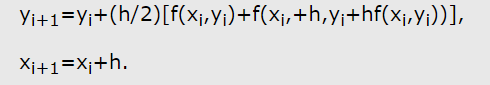 yᵢ₊₁=yᵢ+(h/2)[f(xᵢ,yᵢ)+f(xᵢ,+h,yᵢ+hf(xᵢ,yᵢ))],
xᵢ₊₁=xᵢ+h.